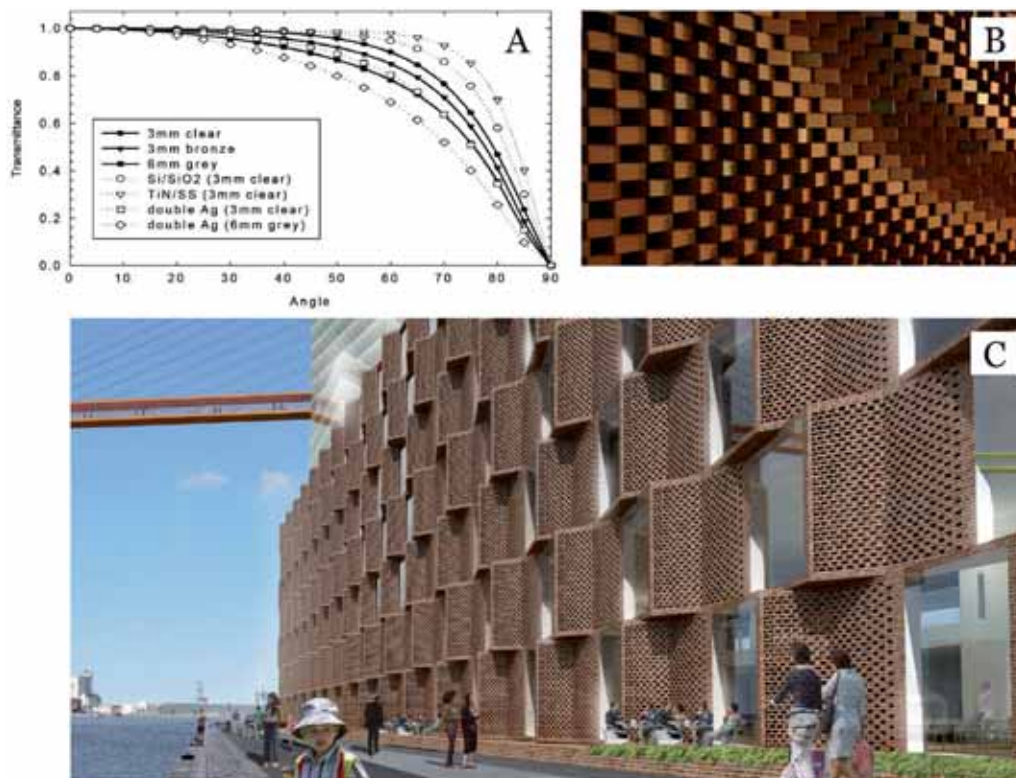 A
1.0
0.8
0.6
0.4
0.2
0.0
Transmittance
3mm clear
3mm bronze
6mm grey
Si/SiO2 (3mm clear)
TiN/SS (3mm clear)
double Ag (3mm clear)
double Ag (6mm grey)
0 10 20 30 40 50 60 70 80 90
Angle
B
C